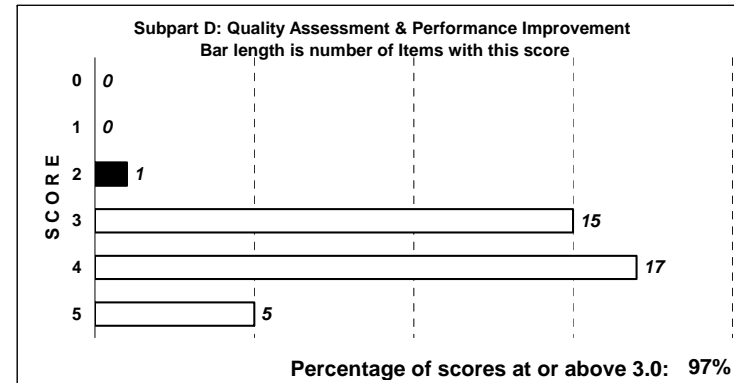 Subpart D: Quality Assessment & Performance Improvement
Bar length is number of Items with this score
SCORE
0 0
1 0
2 1
3 15
4 17
5 5
Percentage of scores at or above 3.0: 97%